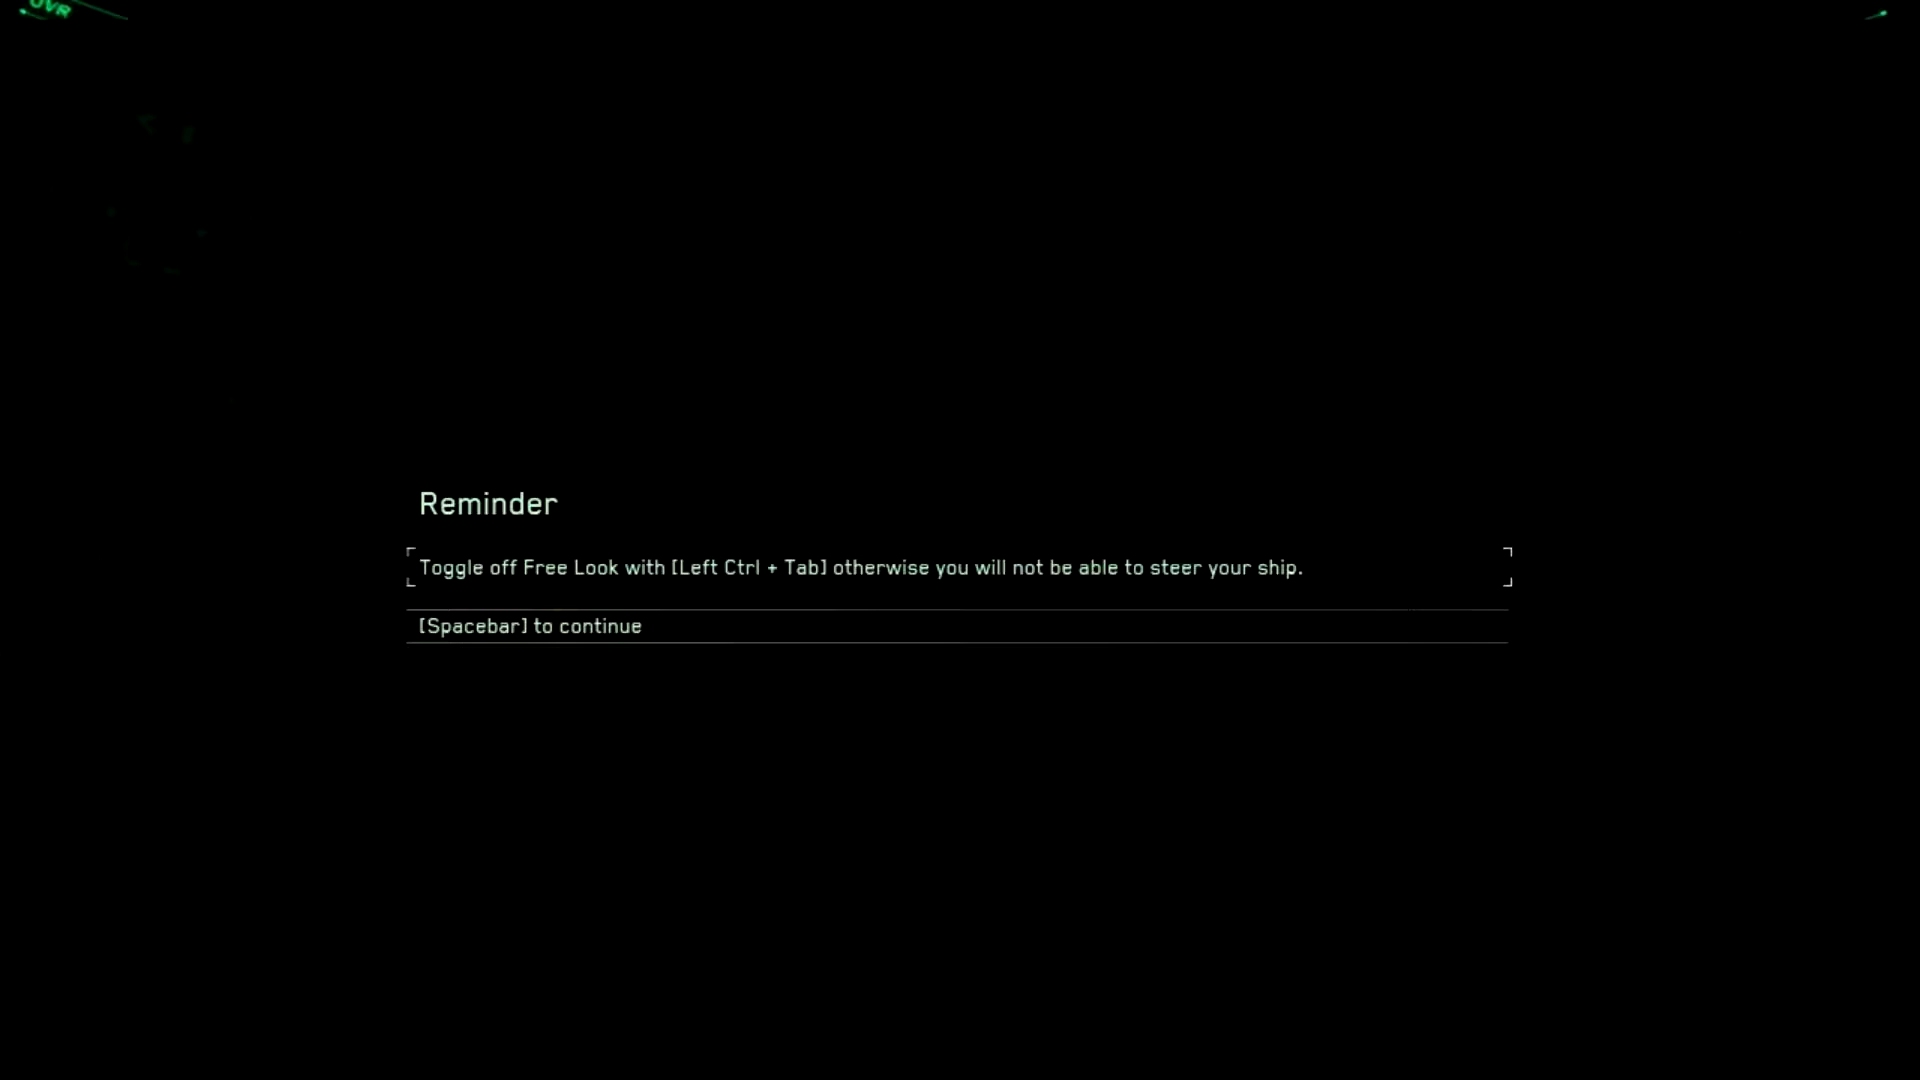 Reminder
Toggle off Free Look with [Left Ctrl + Tab] otherwise you will not be able to steer your ship.
[Spacebar] to continue